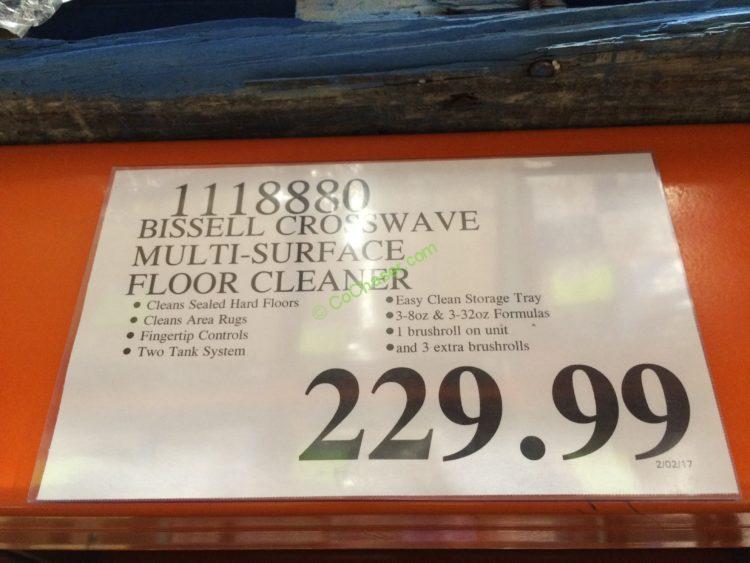 1118880
BISSELL CROSSWAVE
MULTI-SURFACE
FLOOR CLEANER
• Cleans Sealed Hard Floors
• Cleans Area Rugs
• Fingertip Controls
• Two Tank System
• Easy Clean Storage Tray
• 3-8oz & 3-32oz Formulas
• 1 brushroll on unit
• and 3 extra brushrolls
229.99
2/02/17
© CoChaser.com